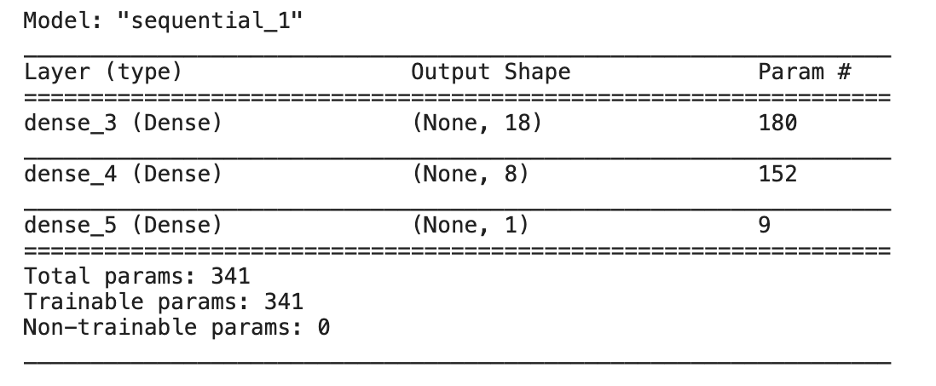 Model: "sequential_1"
Layer (type) Output Shape Param #
dense_3 (Dense) (None, 18) 180
dense_4 (Dense) (None, 8) 152
dense_5 (Dense) (None, 1) 9
Total params: 341
Trainable params: 341
Non-trainable params: 0